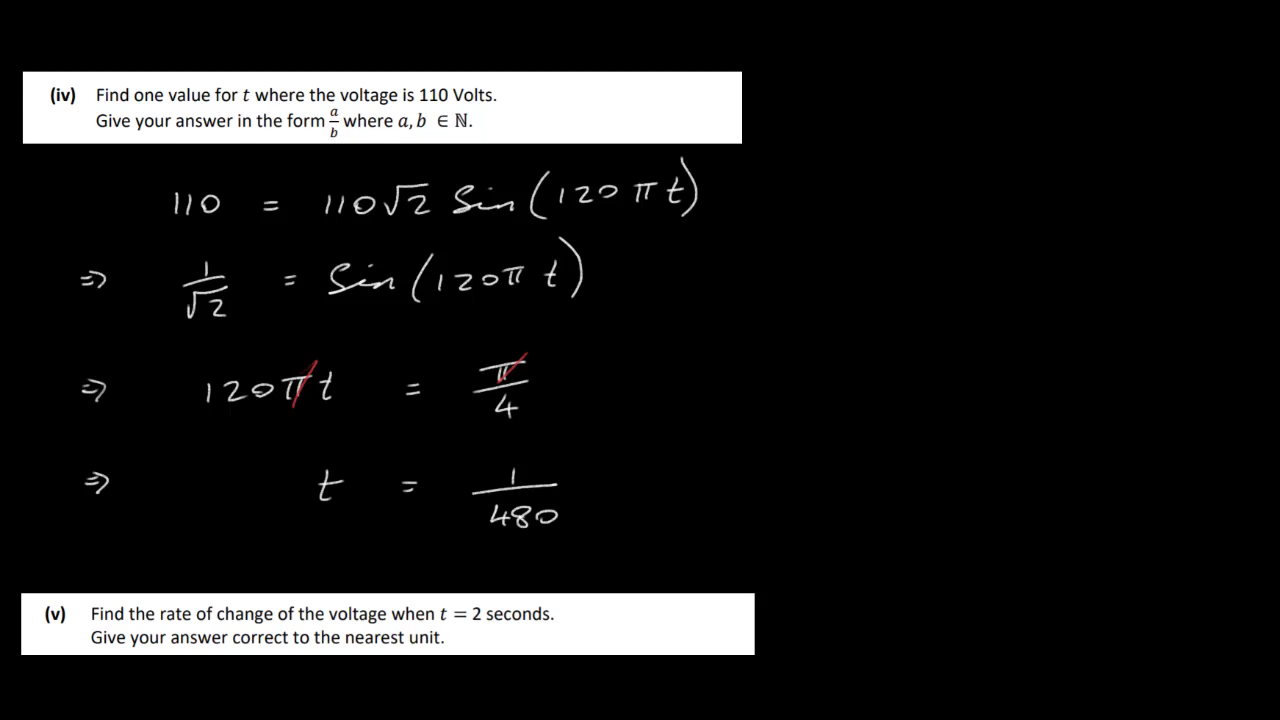 (iv) Find one value for t where the voltage is 110 Volts.
Give your answer in the form a/b where a, b ∈ ℕ.
110 = 110√2 Sin(120πt)
⇒ 1/√2 = Sin(120πt)
⇒ 120πt = π/4
⇒ t = 1/480
(v) Find the rate of change of the voltage when t = 2 seconds.
Give your answer correct to the nearest unit.